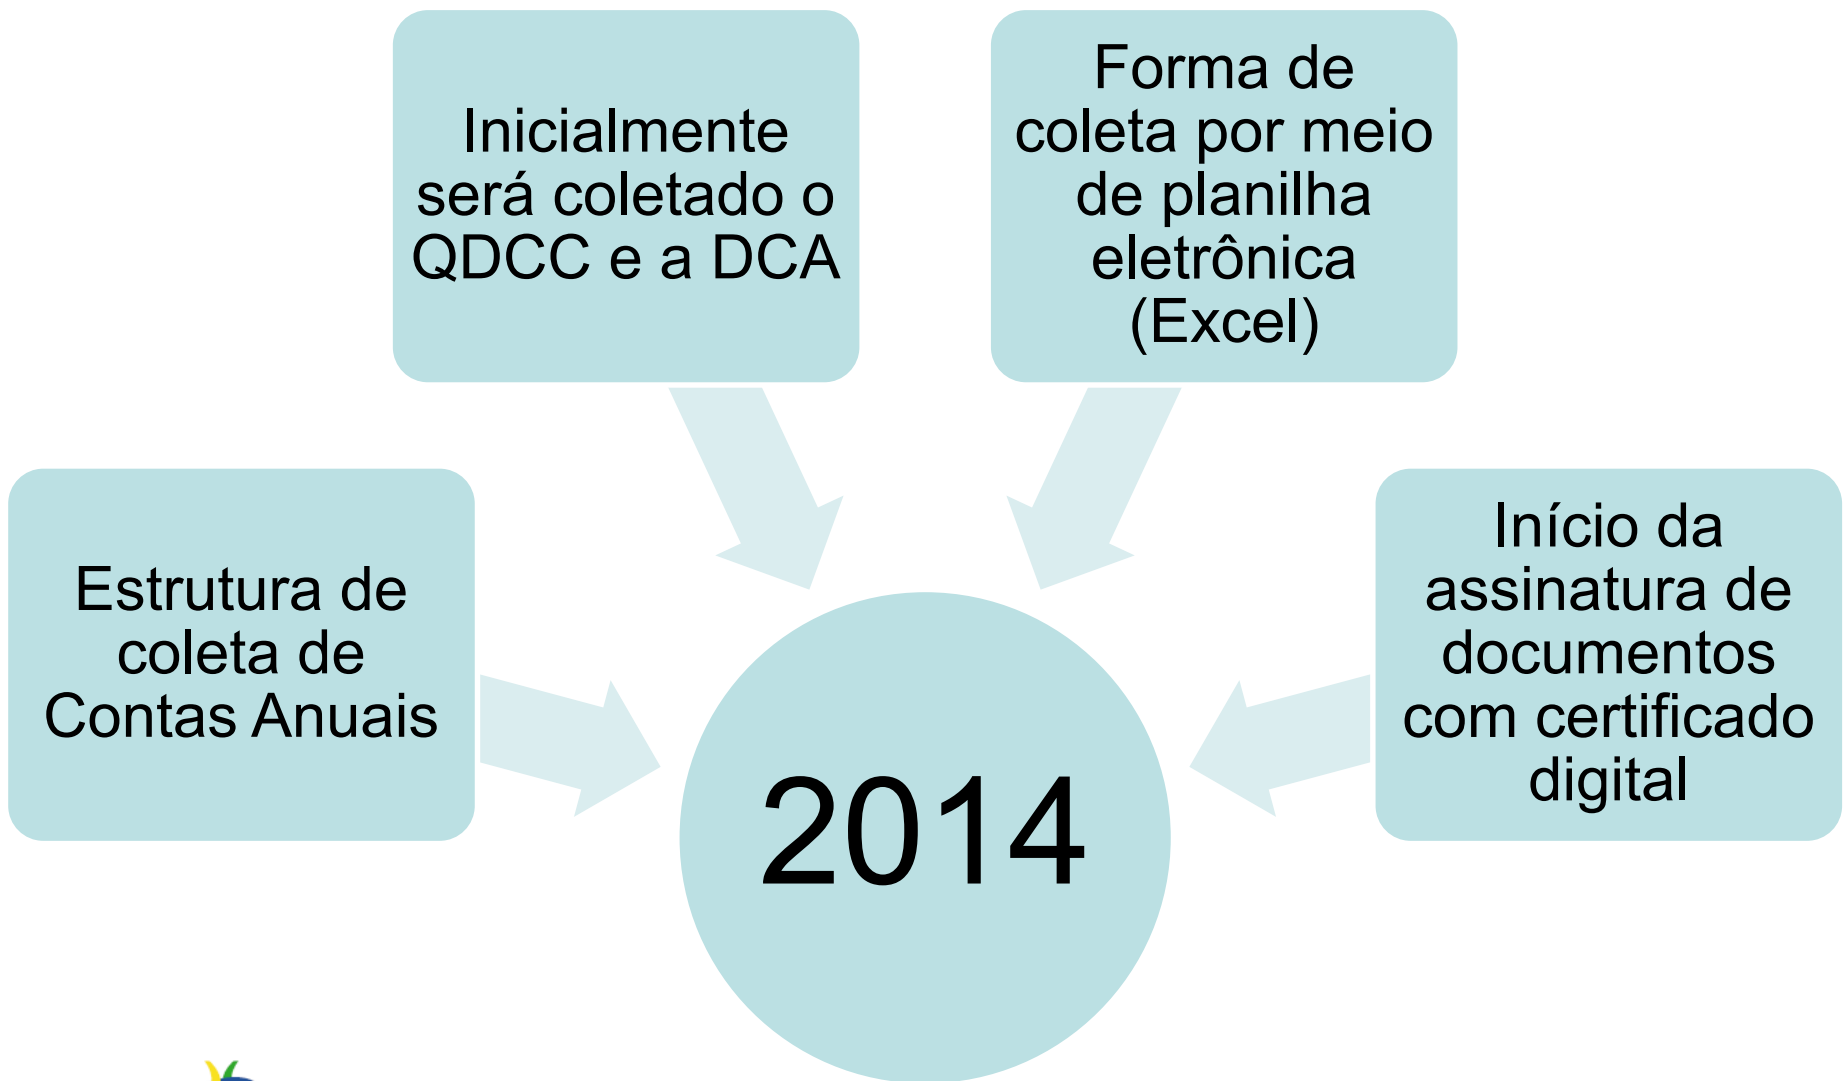 Inicialmente
será coletado o
QDCC e a DCA
Forma de
coleta por meio
de planilha
eletrônica
(Excel)
Estrutura de
coleta de
Contas Anuais
Início da
assinatura de
documentos
com certificado
digital
2014